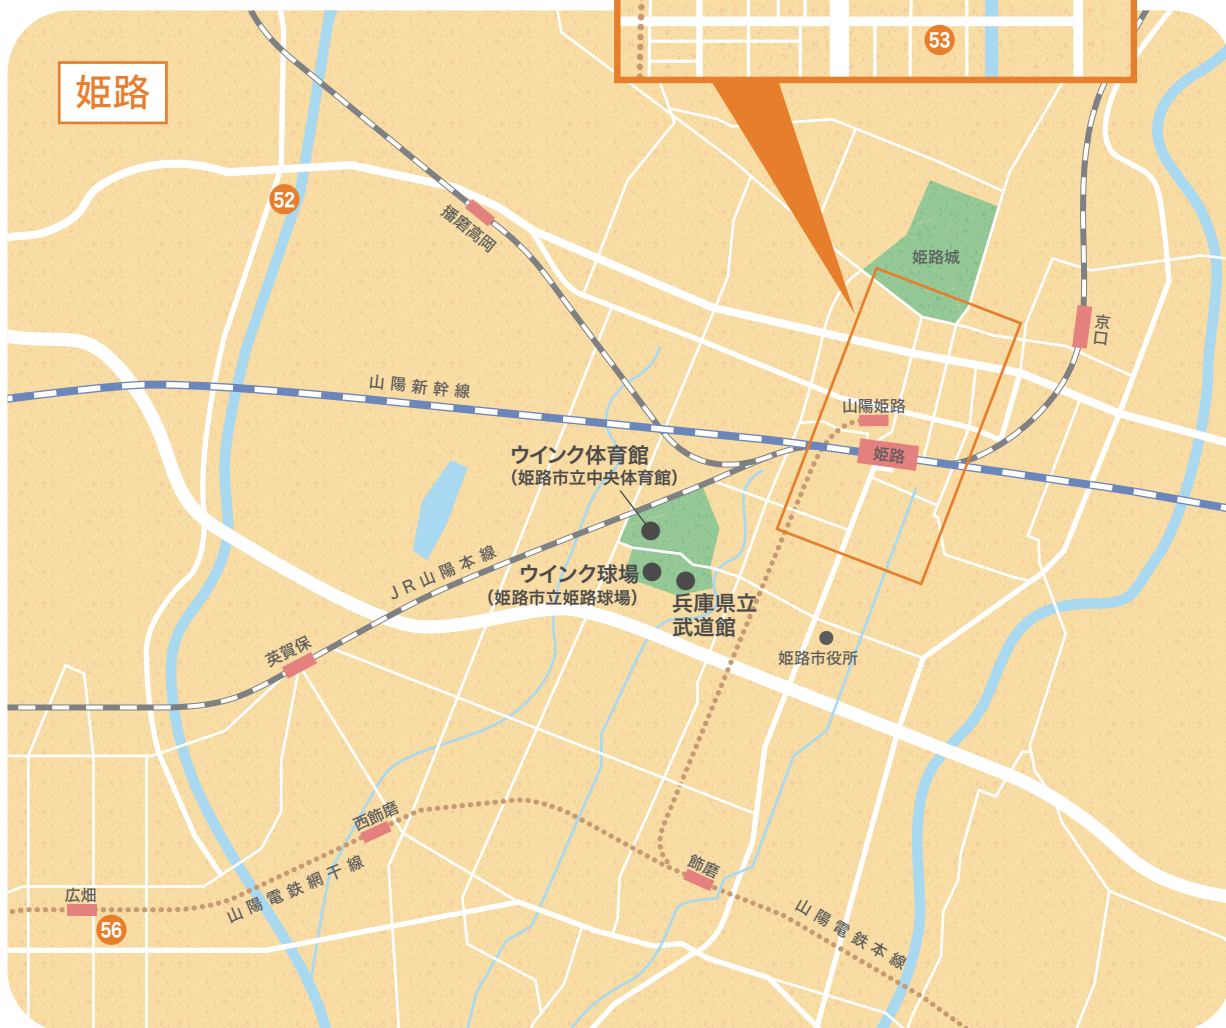 53
姫路
52
播磨高岡
姫路城
京口
山陽新幹線
山陽姫路
姫路
ウインク体育館
（姫路市立中央体育館）
JR山陽本線
ウインク球場
（姫路市立姫路球場）
兵庫県立
武道館
英賀保
姫路市役所
西飾磨
山陽電鉄網干線
飾磨
広畑
56
山陽電鉄本線